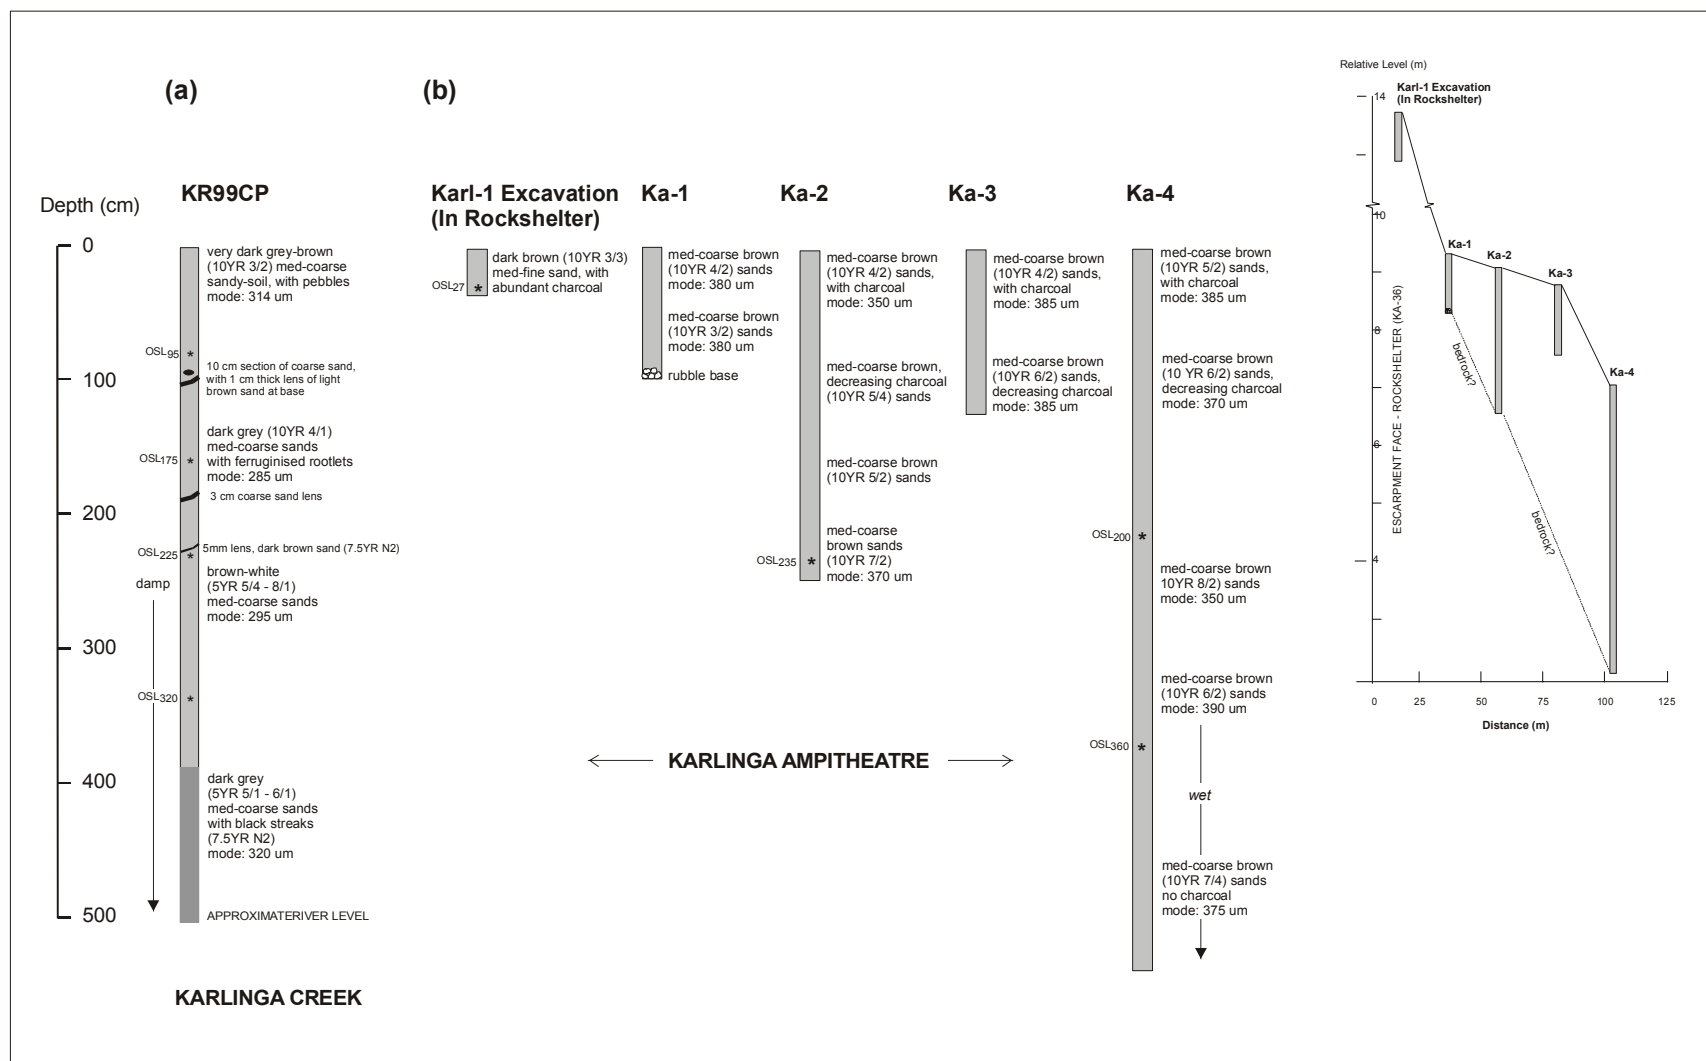 (a)
KR99CP
Depth (cm)
0
100
200
300
400
500
very dark grey-brown
(10YR 3/2) med-coarse
sandy-soil, with pebbles
mode: 314 um
OSL95
10 cm section of coarse sand,
with 1 cm thick lens of light
brown sand at base
dark grey (10YR 4/1)
med-coarse sands
with ferruginised rootlets
mode: 285 um
OSL175
3 cm coarse sand lens
5mm lens, dark brown sand (7.5YR N2)
OSL225
damp
brown-white
(5YR 5/4 - 8/1)
med-coarse sands
mode: 295 um
OSL320
dark grey
(5YR 5/1 - 6/1)
med-coarse sands
with black streaks
(7.5YR N2)
mode: 320 um
APPROXIMATERIVER LEVEL
KARLINGA CREEK
(b)
Karl-1 Excavation
(In Rockshelter)
dark brown (10YR 3/3)
med-fine sand, with
abundant charcoal
OSL27
Ka-1
med-coarse brown
(10YR 4/2) sands
mode: 380 um
med-coarse brown
(10YR 3/2) sands
mode: 380 um
rubble base
Ka-2
med-coarse brown
(10YR 4/2) sands,
with charcoal
mode: 350 um
med-coarse brown,
decreasing charcoal
(10YR 5/4) sands
med-coarse brown
(10YR 5/2) sands
med-coarse
brown sands
(10YR 7/2)
mode: 370 um
OSL235
Ka-3
med-coarse brown
(10YR 4/2) sands,
with charcoal
mode: 385 um
med-coarse brown
(10YR 6/2) sands,
decreasing charcoal
mode: 385 um
Ka-4
med-coarse brown
(10YR 5/2) sands,
with charcoal
mode: 385 um
med-coarse brown
(10 YR 6/2) sands,
decreasing charcoal
mode: 370 um
OSL200
med-coarse brown
10YR 8/2) sands
mode: 350 um
med-coarse brown
(10YR 6/2) sands
mode: 390 um
OSL360
wet
med-coarse brown
(10YR 7/4) sands
no charcoal
mode: 375 um
KARLINGA AMPITHEATRE
Relative Level (m)
Karl-1 Excavation
(In Rockshelter)
14
10
8
6
4
ESCARPMENT FACE - ROCKSHELTER (KA-36)
Ka-1
Ka-2
Ka-3
Ka-4
bedrock?
bedrock?
0
25
50
75
100
125
Distance (m)